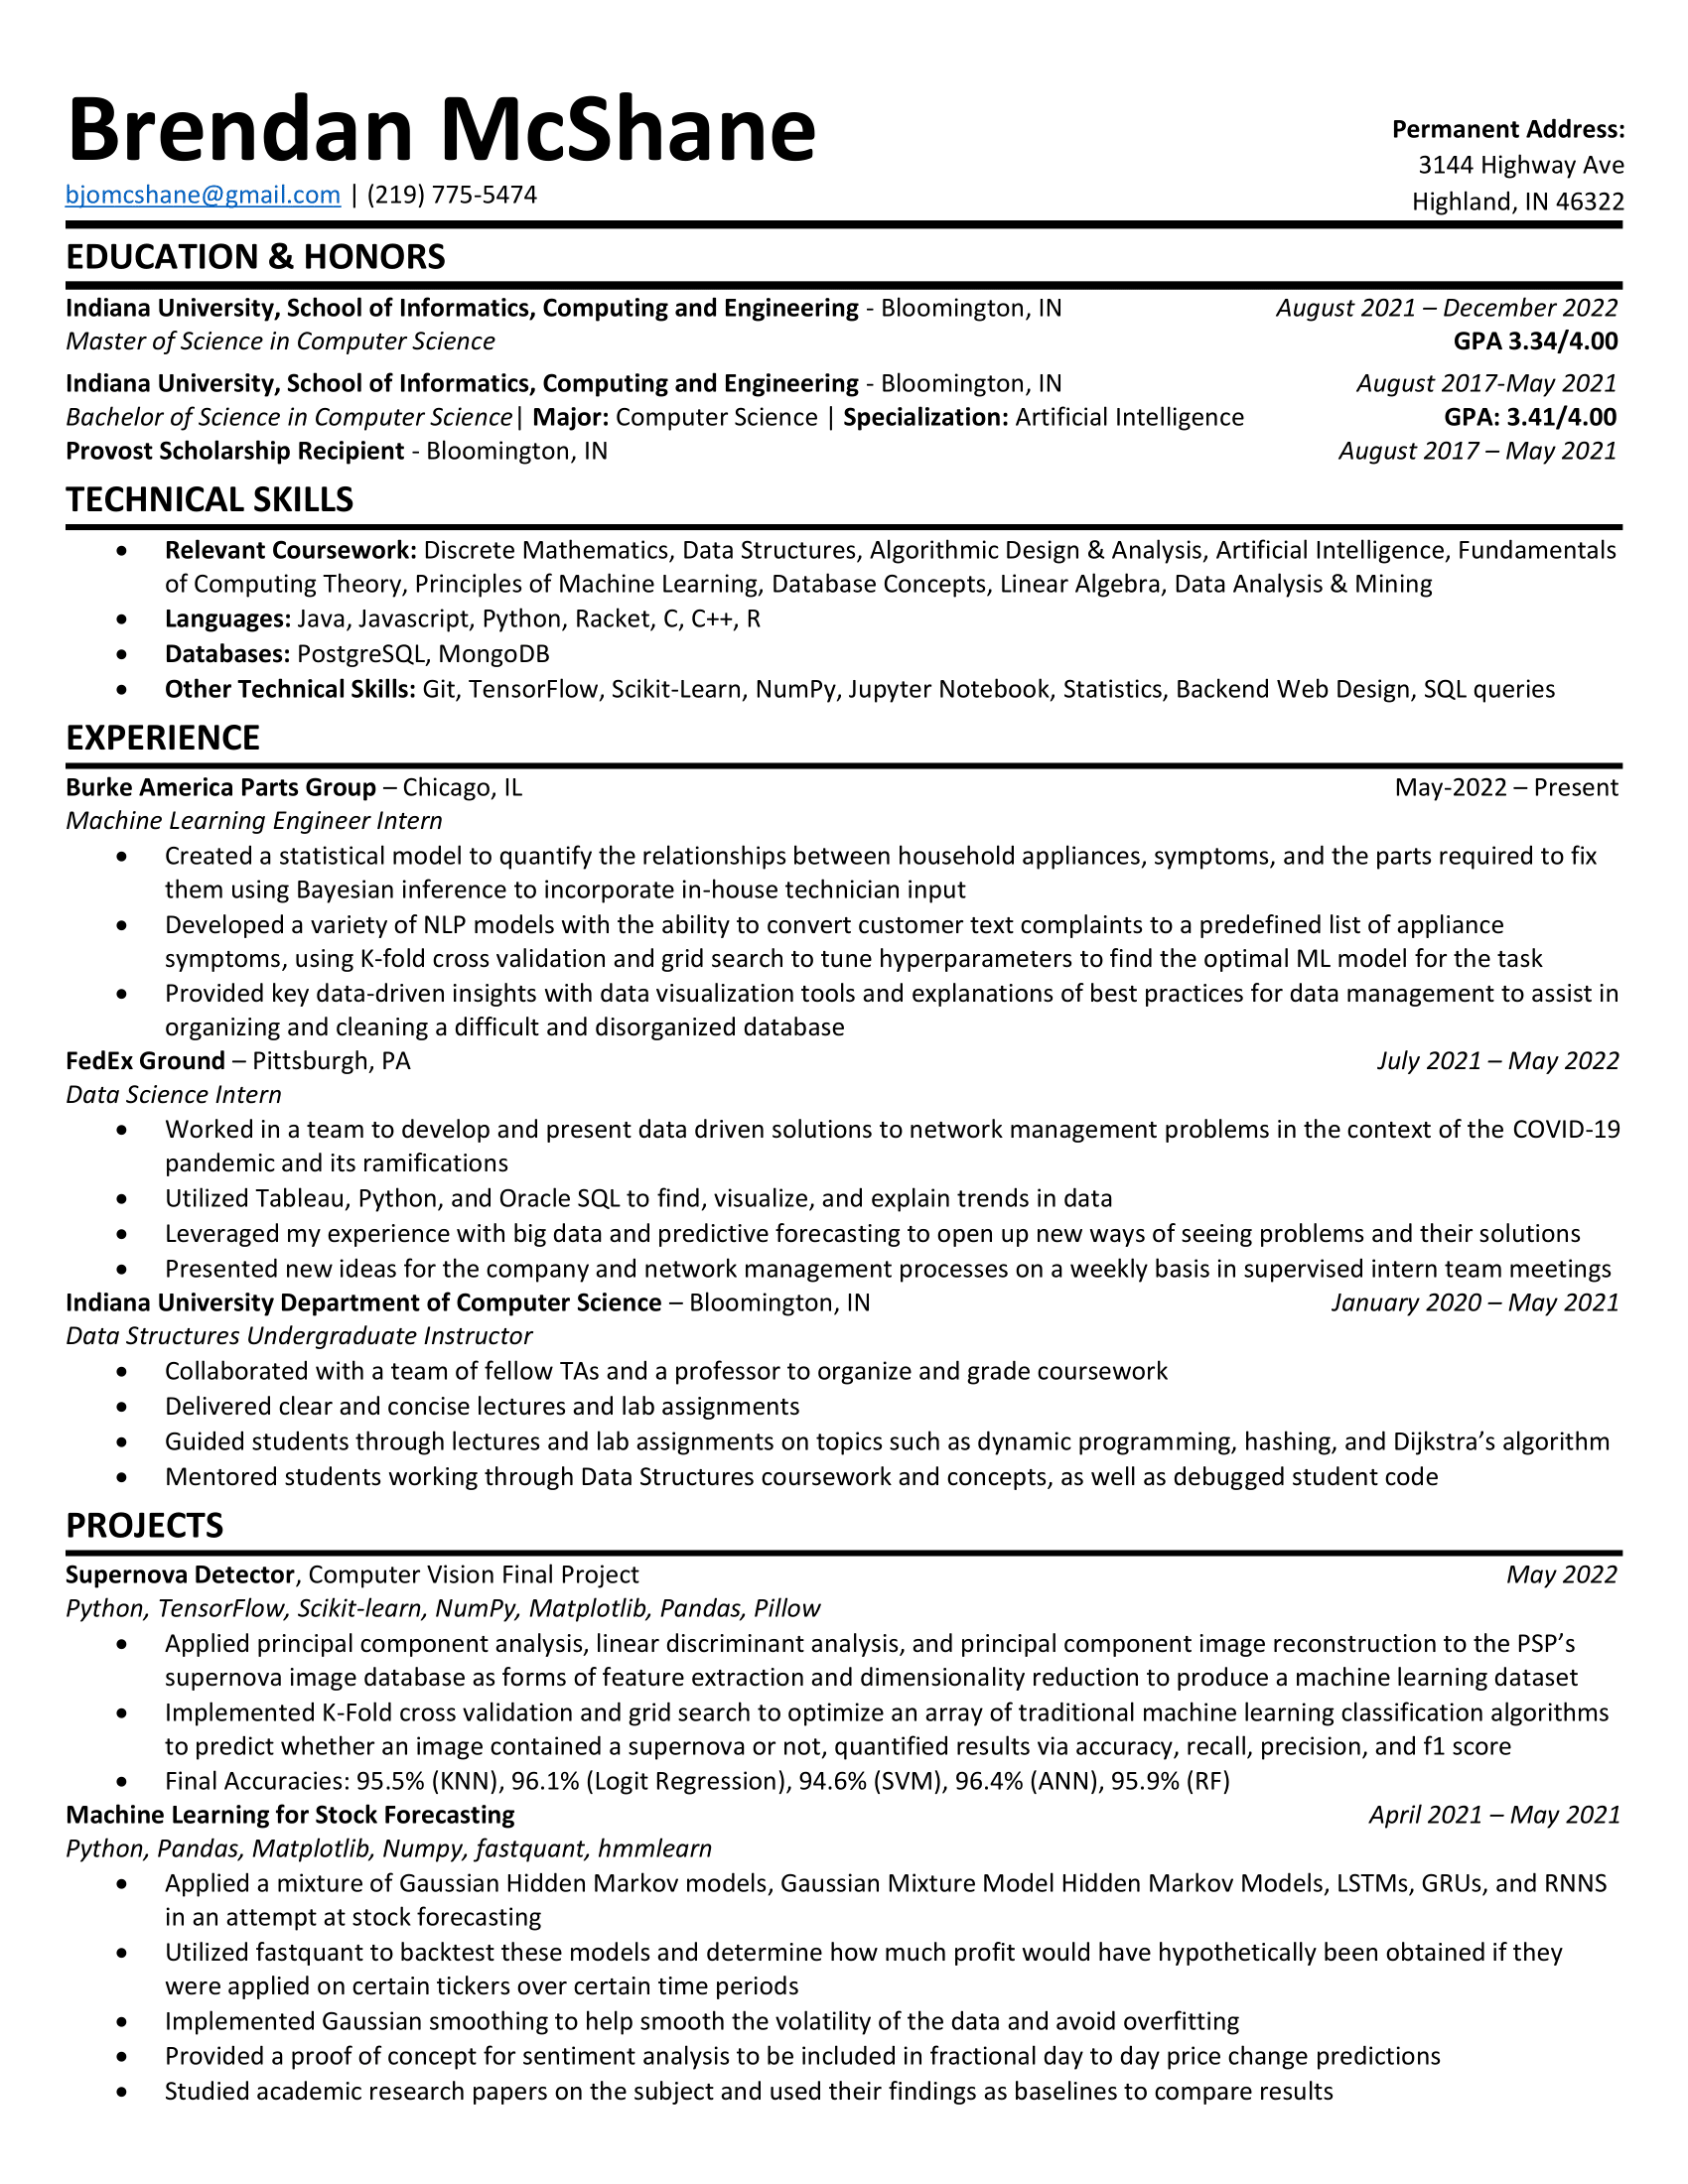 Brendan McShane
bjomcshane@gmail.com | (219) 775-5474
Permanent Address:
3144 Highway Ave
Highland, IN 46322
EDUCATION & HONORS
Indiana University, School of Informatics, Computing and Engineering - Bloomington, IN August 2021 – December 2022
Master of Science in Computer Science GPA 3.34/4.00
Indiana University, School of Informatics, Computing and Engineering - Bloomington, IN August 2017-May 2021
Bachelor of Science in Computer Science| Major: Computer Science | Specialization: Artificial Intelligence GPA: 3.41/4.00
Provost Scholarship Recipient - Bloomington, IN August 2017 – May 2021
TECHNICAL SKILLS
• Relevant Coursework: Discrete Mathematics, Data Structures, Algorithmic Design & Analysis, Artificial Intelligence, Fundamentals
of Computing Theory, Principles of Machine Learning, Database Concepts, Linear Algebra, Data Analysis & Mining
• Languages: Java, Javascript, Python, Racket, C, C++, R
• Databases: PostgreSQL, MongoDB
• Other Technical Skills: Git, TensorFlow, Scikit-Learn, NumPy, Jupyter Notebook, Statistics, Backend Web Design, SQL queries
EXPERIENCE
Burke America Parts Group – Chicago, IL May-2022 – Present
Machine Learning Engineer Intern
• Created a statistical model to quantify the relationships between household appliances, symptoms, and the parts required to fix
them using Bayesian inference to incorporate in-house technician input
• Developed a variety of NLP models with the ability to convert customer text complaints to a predefined list of appliance
symptoms, using K-fold cross validation and grid search to tune hyperparameters to find the optimal ML model for the task
• Provided key data-driven insights with data visualization tools and explanations of best practices for data management to assist in
organizing and cleaning a difficult and disorganized database
FedEx Ground – Pittsburgh, PA July 2021 – May 2022
Data Science Intern
• Worked in a team to develop and present data driven solutions to network management problems in the context of the COVID-19
pandemic and its ramifications
• Utilized Tableau, Python, and Oracle SQL to find, visualize, and explain trends in data
• Leveraged my experience with big data and predictive forecasting to open up new ways of seeing problems and their solutions
• Presented new ideas for the company and network management processes on a weekly basis in supervised intern team meetings
Indiana University Department of Computer Science – Bloomington, IN January 2020 – May 2021
Data Structures Undergraduate Instructor
• Collaborated with a team of fellow TAs and a professor to organize and grade coursework
• Delivered clear and concise lectures and lab assignments
• Guided students through lectures and lab assignments on topics such as dynamic programming, hashing, and Dijkstra’s algorithm
• Mentored students working through Data Structures coursework and concepts, as well as debugged student code
PROJECTS
Supernova Detector, Computer Vision Final Project May 2022
Python, TensorFlow, Scikit-learn, NumPy, Matplotlib, Pandas, Pillow
• Applied principal component analysis, linear discriminant analysis, and principal component image reconstruction to the PSP’s
supernova image database as forms of feature extraction and dimensionality reduction to produce a machine learning dataset
• Implemented K-Fold cross validation and grid search to optimize an array of traditional machine learning classification algorithms
to predict whether an image contained a supernova or not, quantified results via accuracy, recall, precision, and f1 score
• Final Accuracies: 95.5% (KNN), 96.1% (Logit Regression), 94.6% (SVM), 96.4% (ANN), 95.9% (RF)
Machine Learning for Stock Forecasting April 2021 – May 2021
Python, Pandas, Matplotlib, Numpy, fastquant, hmmlearn
• Applied a mixture of Gaussian Hidden Markov models, Gaussian Mixture Model Hidden Markov Models, LSTMs, GRUs, and RNNS
in an attempt at stock forecasting
• Utilized fastquant to backtest these models and determine how much profit would have hypothetically been obtained if they
were applied on certain tickers over certain time periods
• Implemented Gaussian smoothing to help smooth the volatility of the data and avoid overfitting
• Provided a proof of concept for sentiment analysis to be included in fractional day to day price change predictions
• Studied academic research papers on the subject and used their findings as baselines to compare results